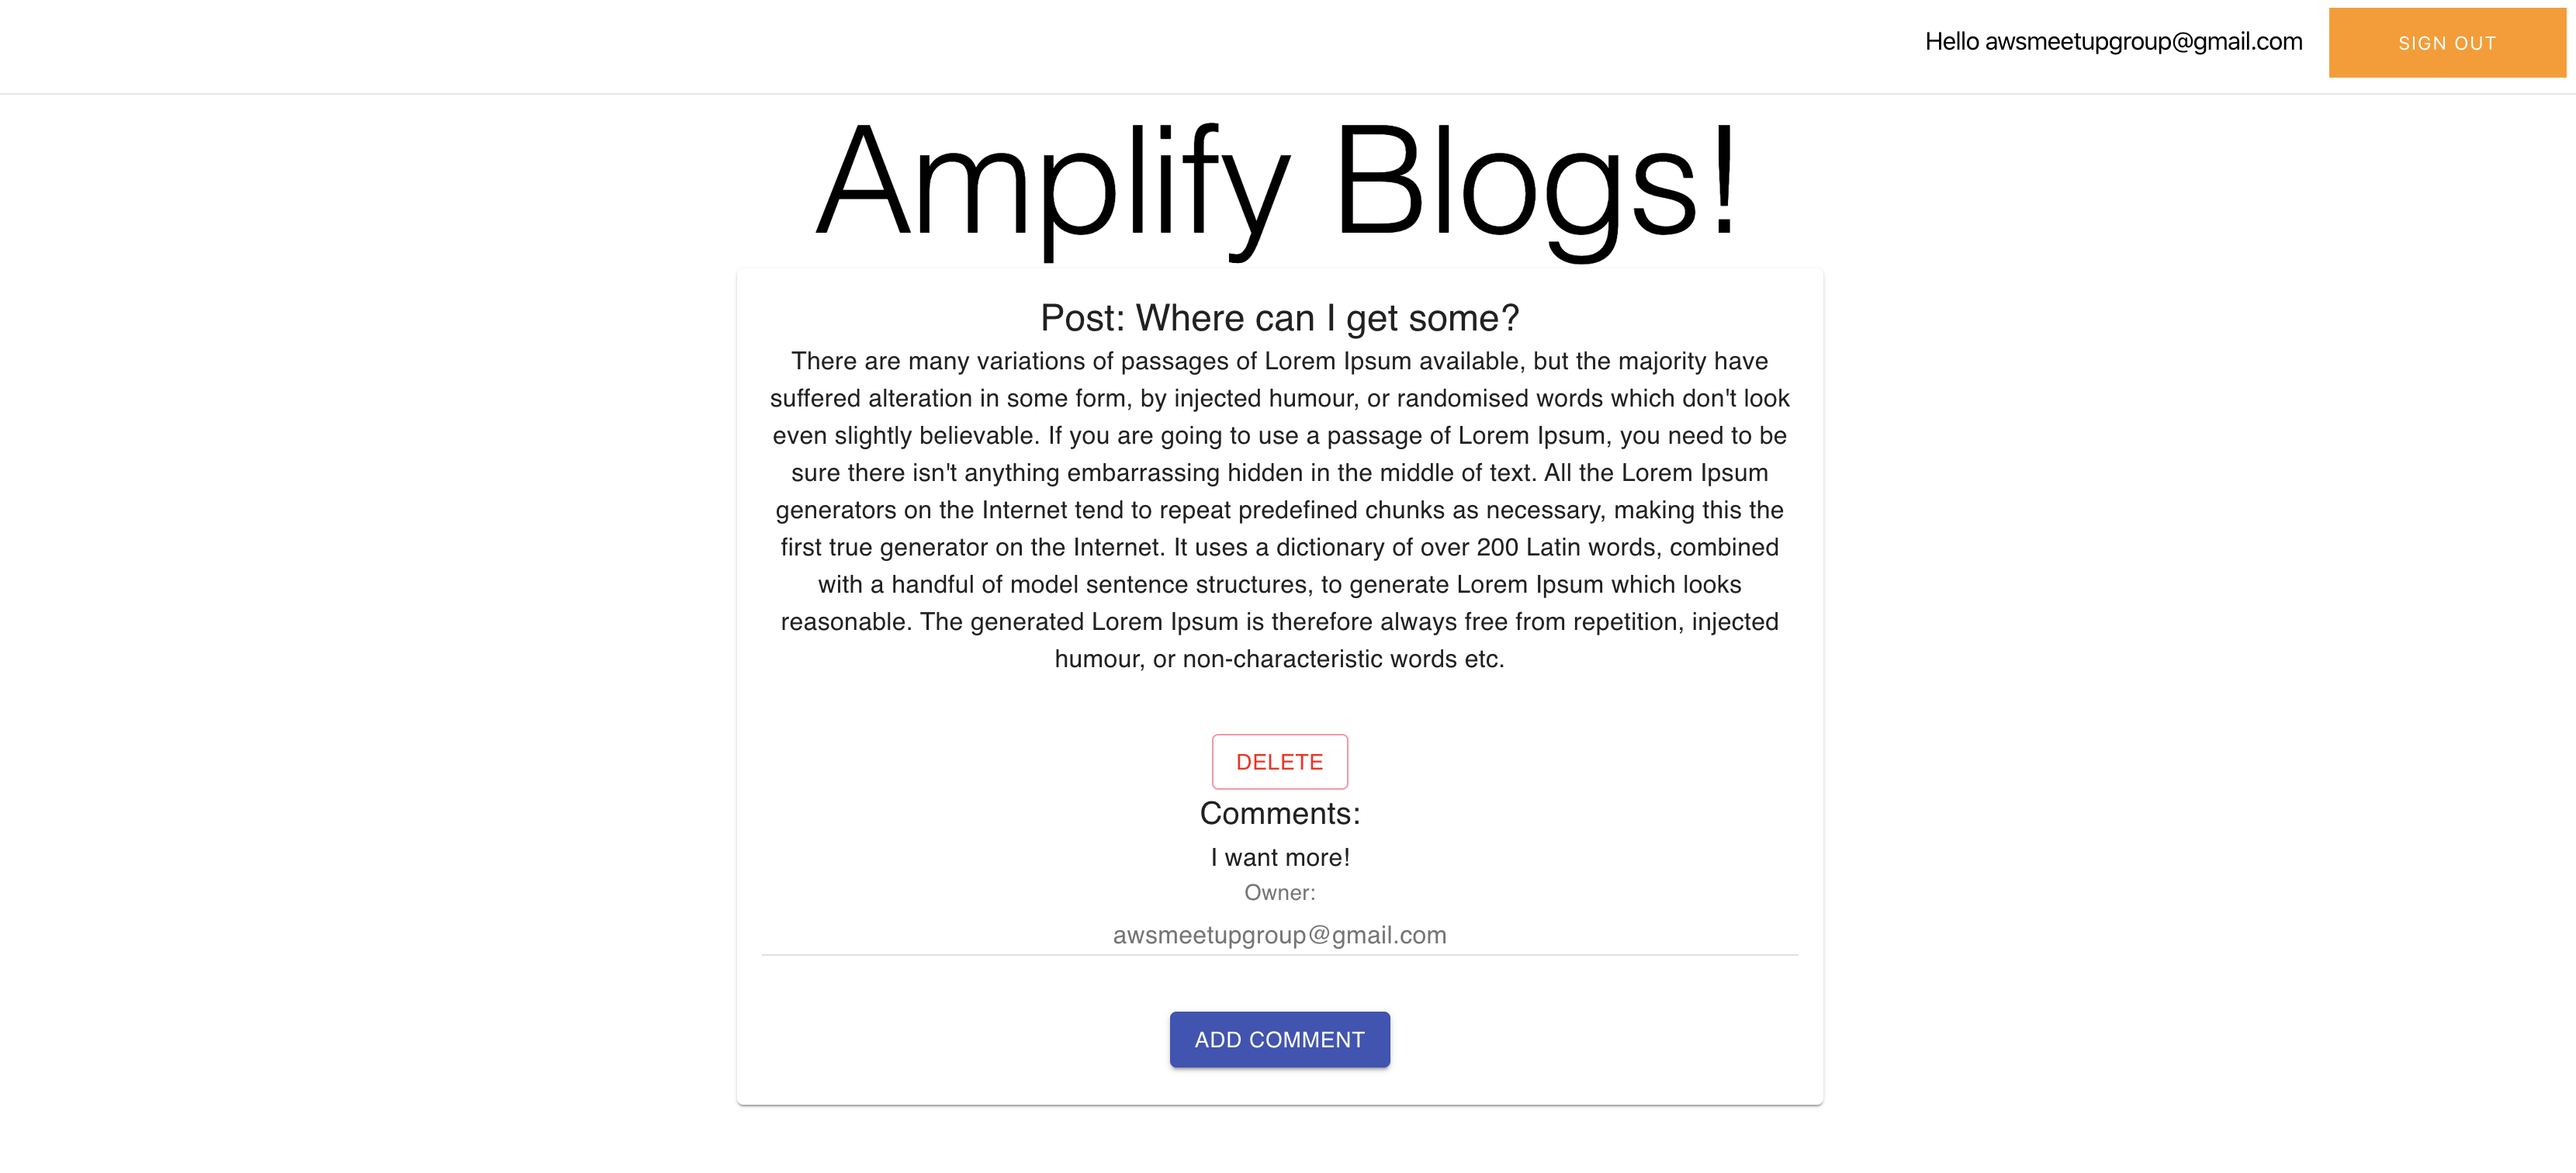 Hello awsmeetupgroup@gmail.com
SIGN OUT
Amplify Blogs!
Post: Where can I get some?
There are many variations of passages of Lorem Ipsum available, but the majority have
suffered alteration in some form, by injected humour, or randomised words which don't look
even slightly believable. If you are going to use a passage of Lorem Ipsum, you need to be
sure there isn't anything embarrassing hidden in the middle of text. All the Lorem Ipsum
generators on the Internet tend to repeat predefined chunks as necessary, making this the
first true generator on the Internet. It uses a dictionary of over 200 Latin words, combined
with a handful of model sentence structures, to generate Lorem Ipsum which looks
reasonable. The generated Lorem Ipsum is therefore always free from repetition, injected
humour, or non-characteristic words etc.
DELETE
Comments:
I want more!
Owner:
awsmeetupgroup@gmail.com
ADD COMMENT